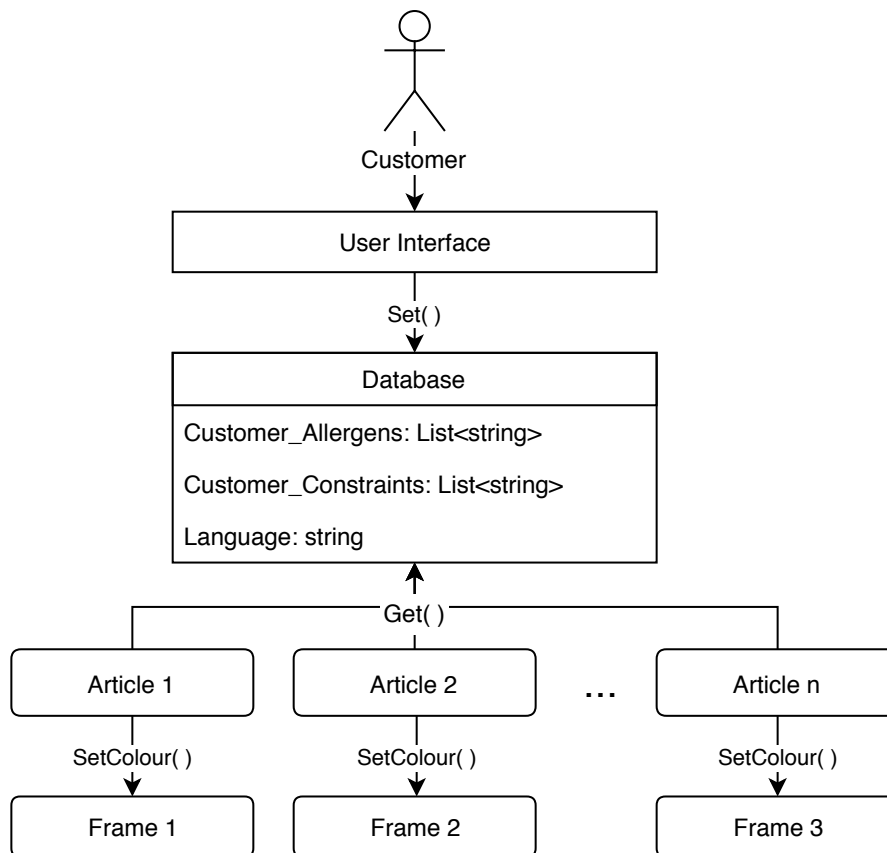 Customer
User Interface
Set( )
Database
Customer_Allergens: List<string>
Customer_Constraints: List<string>
Language: string
Get( )
Article 1
Article 2
...
Article n
SetColour( )
SetColour( )
SetColour( )
Frame 1
Frame 2
Frame 3